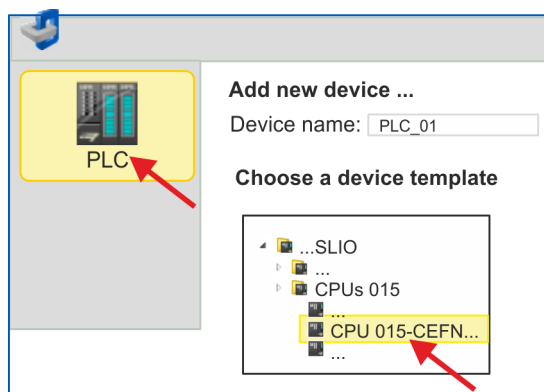 PLC
Add new device ...
Device name: PLC_01
Choose a device template
...SLIO
...
CPUs 015
...
CPU 015-CEFN...
...